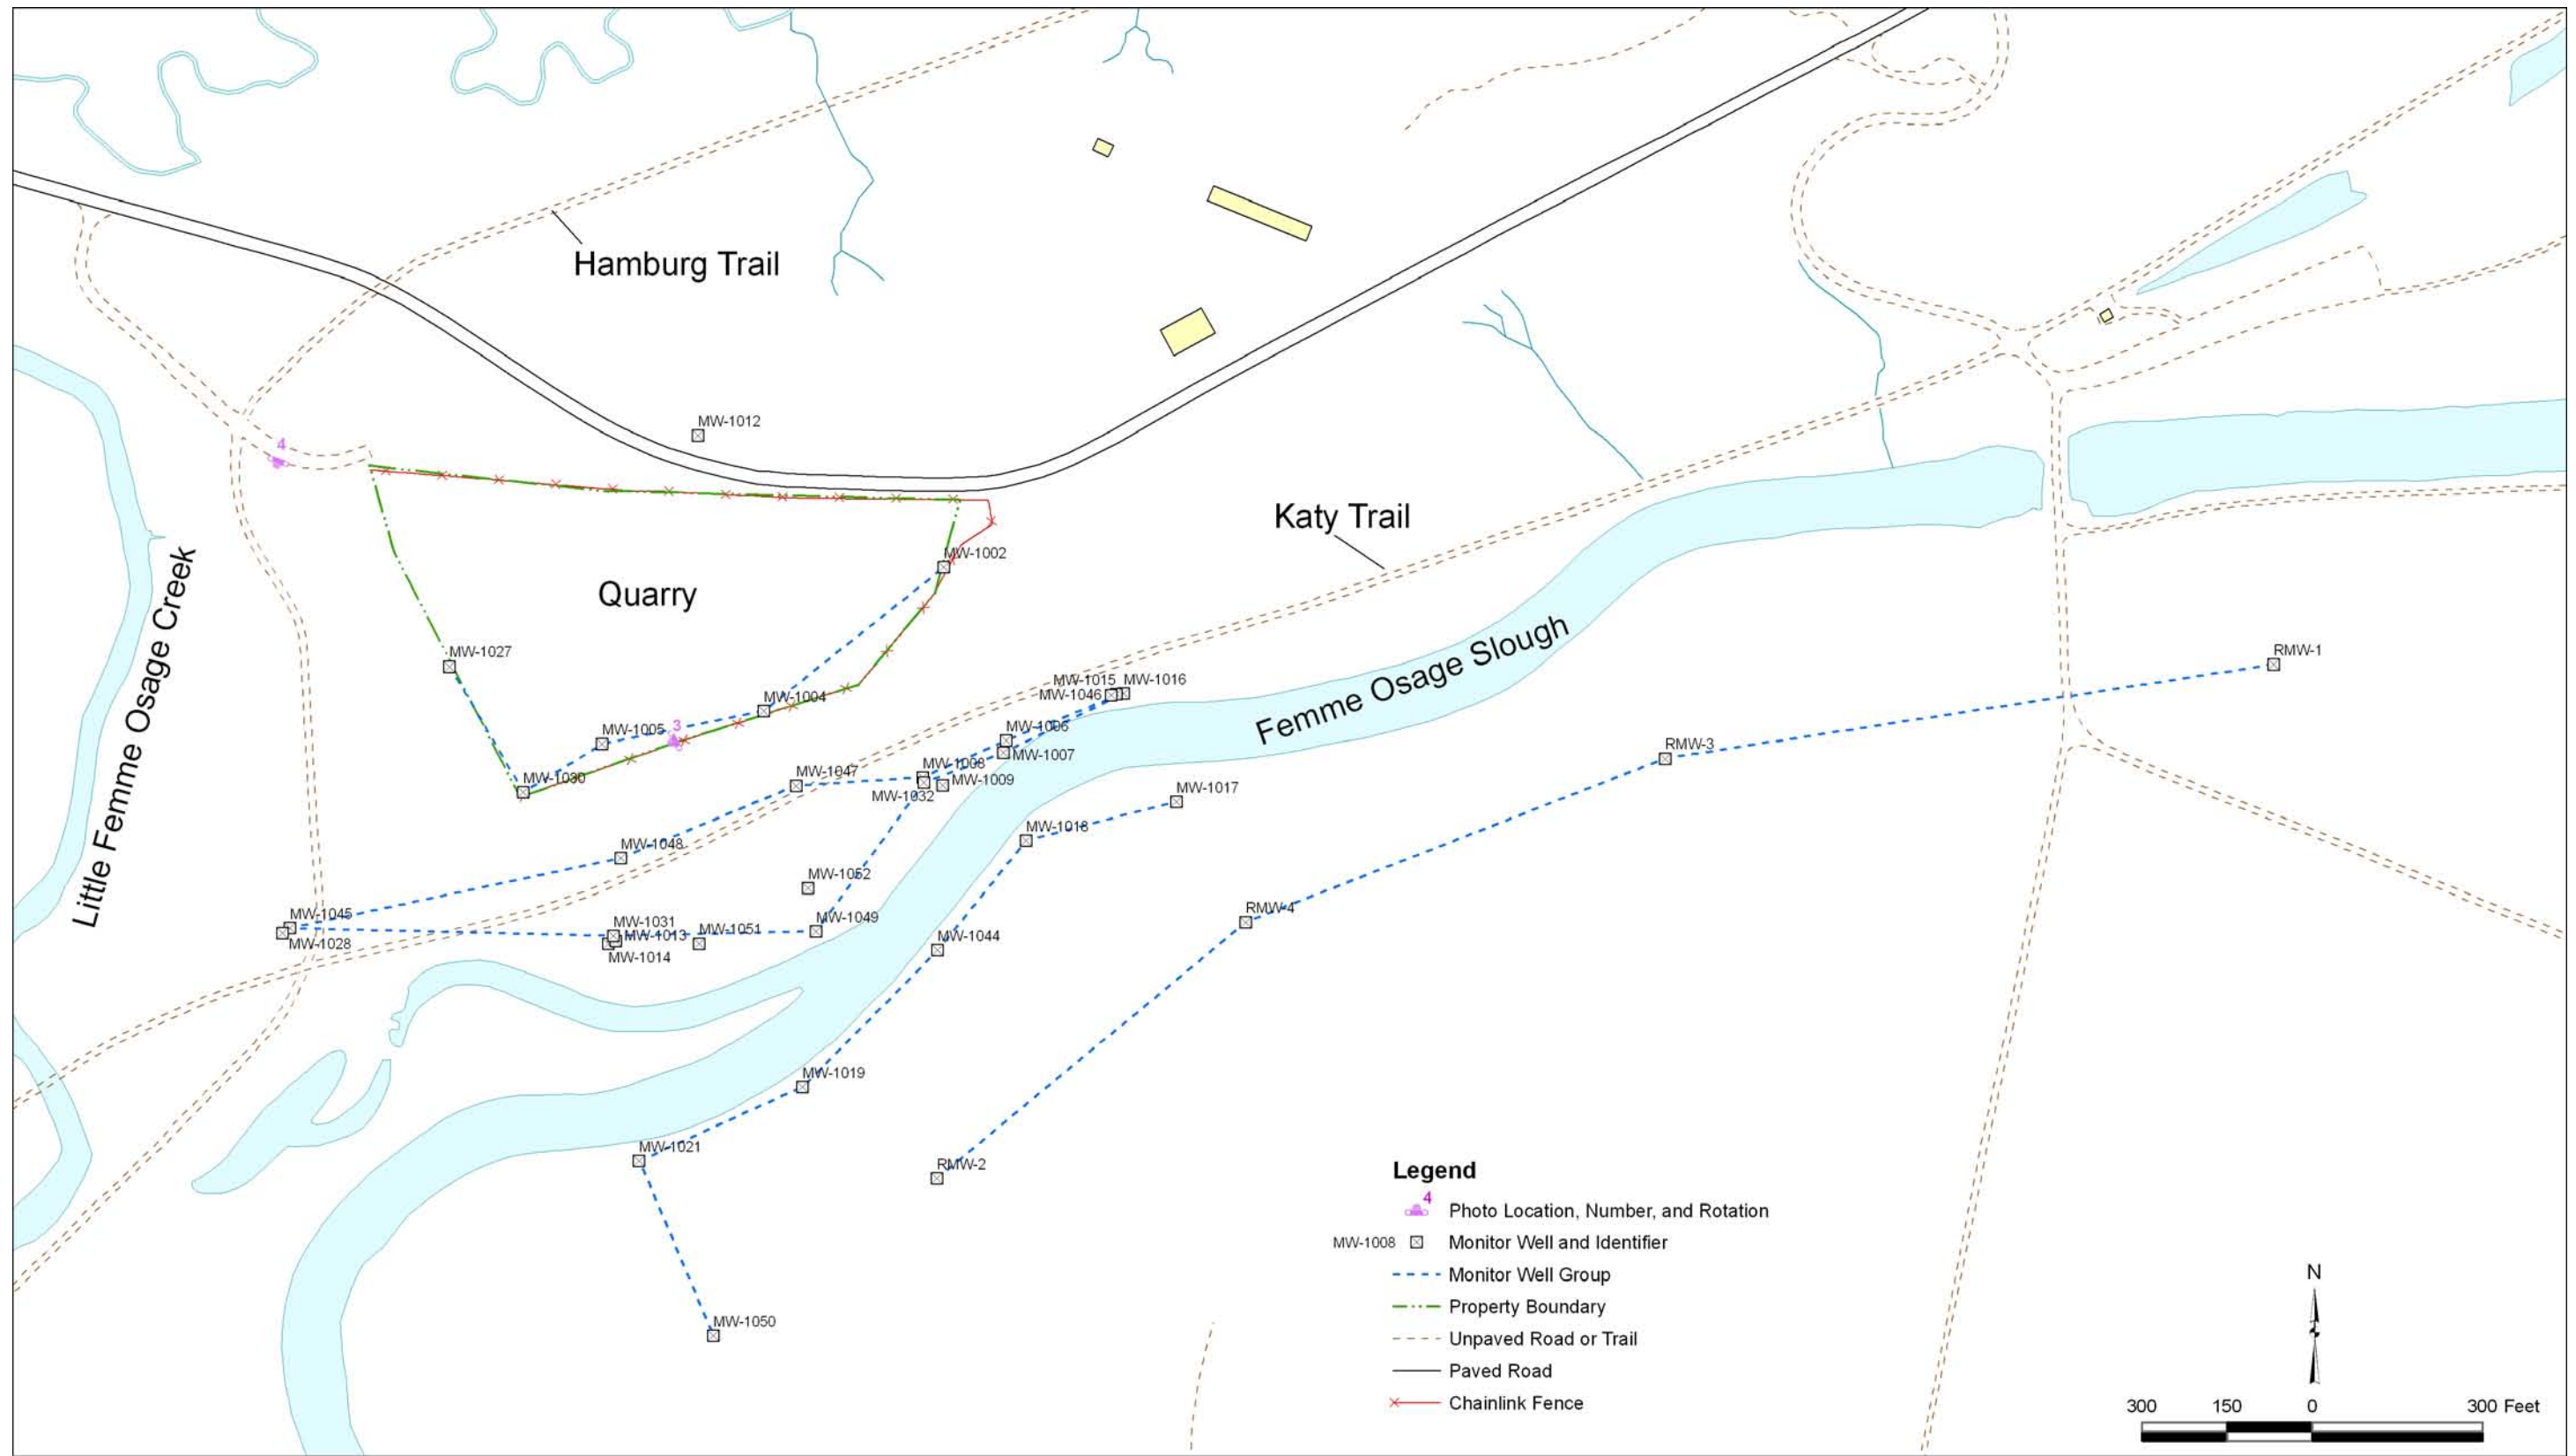 Hamburg Trail
MW-1012
4
Katy Trail
MW-1002
Quarry
Little Femme Osage Creek
MW-1027
RMW-1
Femme Osage Slough
MW-1015
MW-1016
MW-1046
MW-1004
3
MW-1005
MW-1006
MW-1007
RMW-3
MW-1030
MW-1047
MW-1008
MW-1009
MW-1032
MW-1017
MW-1018
MW-1048
MW-1052
RMW-4
MW-1045
MW-1028
MW-1031
MW-1013
MW-1014
MW-1051
MW-1049
MW-1044
MW-1019
MW-1021
RMW-2
MW-1050
Legend
4
Photo Location, Number, and Rotation
MW-1008 Monitor Well and Identifier
Monitor Well Group
Property Boundary
Unpaved Road or Trail
Paved Road
Chainlink Fence
N
300 150 0 300 Feet